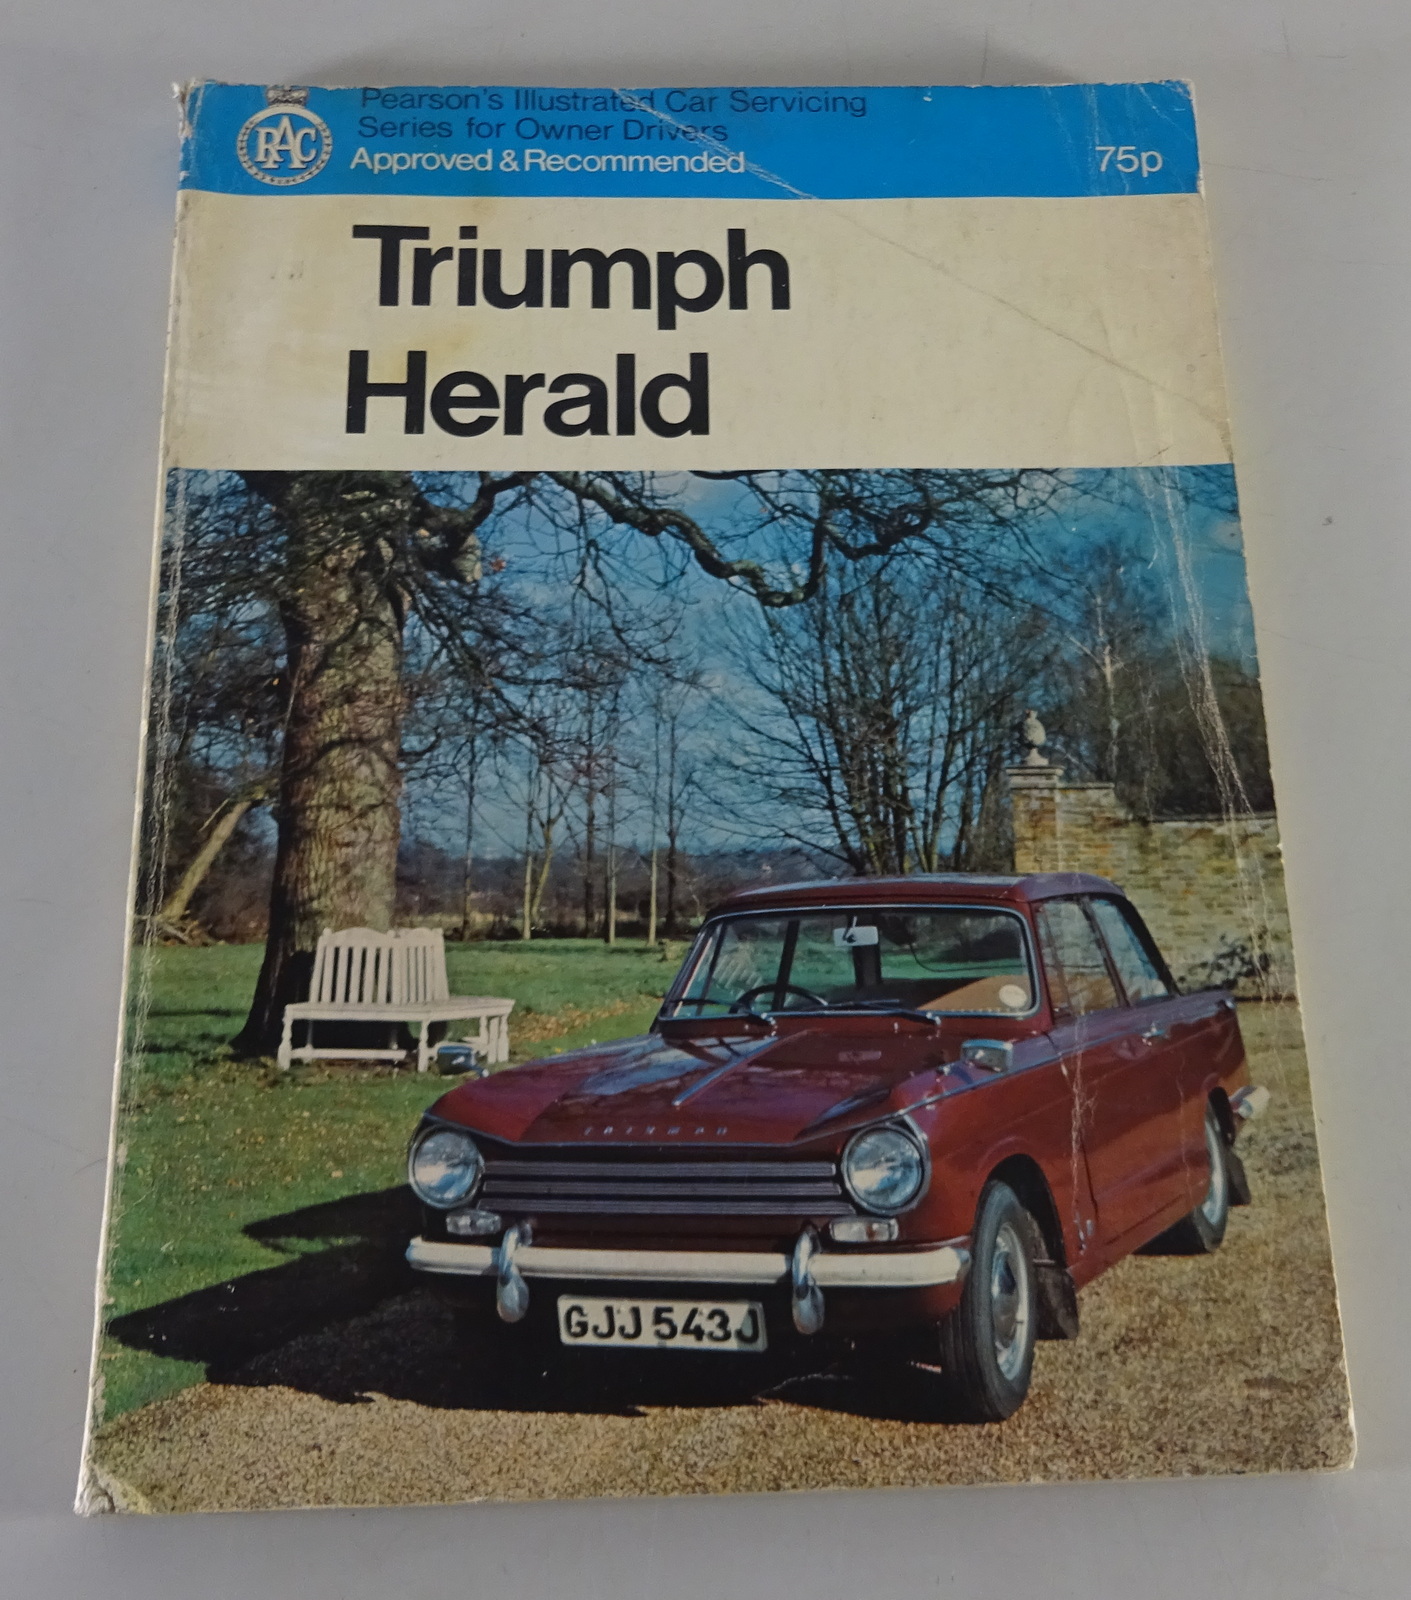 Pearson's Illustrated Car Servicing
Series for Owner Drivers
RAC
Approved & Recommended
75p
Triumph
Herald
TRIUMPH
GJJ 543J